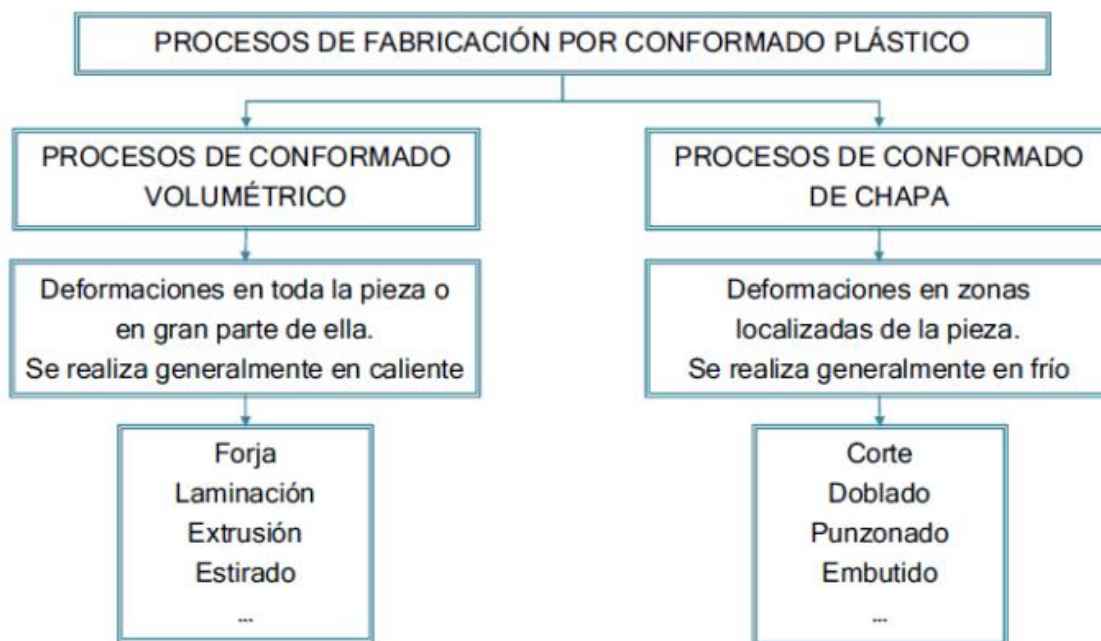 PROCESOS DE FABRICACIÓN POR CONFORMADO PLÁSTICO
PROCESOS DE CONFORMADO
VOLUMÉTRICO
Deformaciones en toda la pieza o
en gran parte de ella.
Se realiza generalmente en caliente
Forja
Laminación
Extrusión
Estirado
...
PROCESOS DE CONFORMADO
DE CHAPA
Deformaciones en zonas
localizadas de la pieza.
Se realiza generalmente en frío
Corte
Doblado
Punzonado
Embutido
...